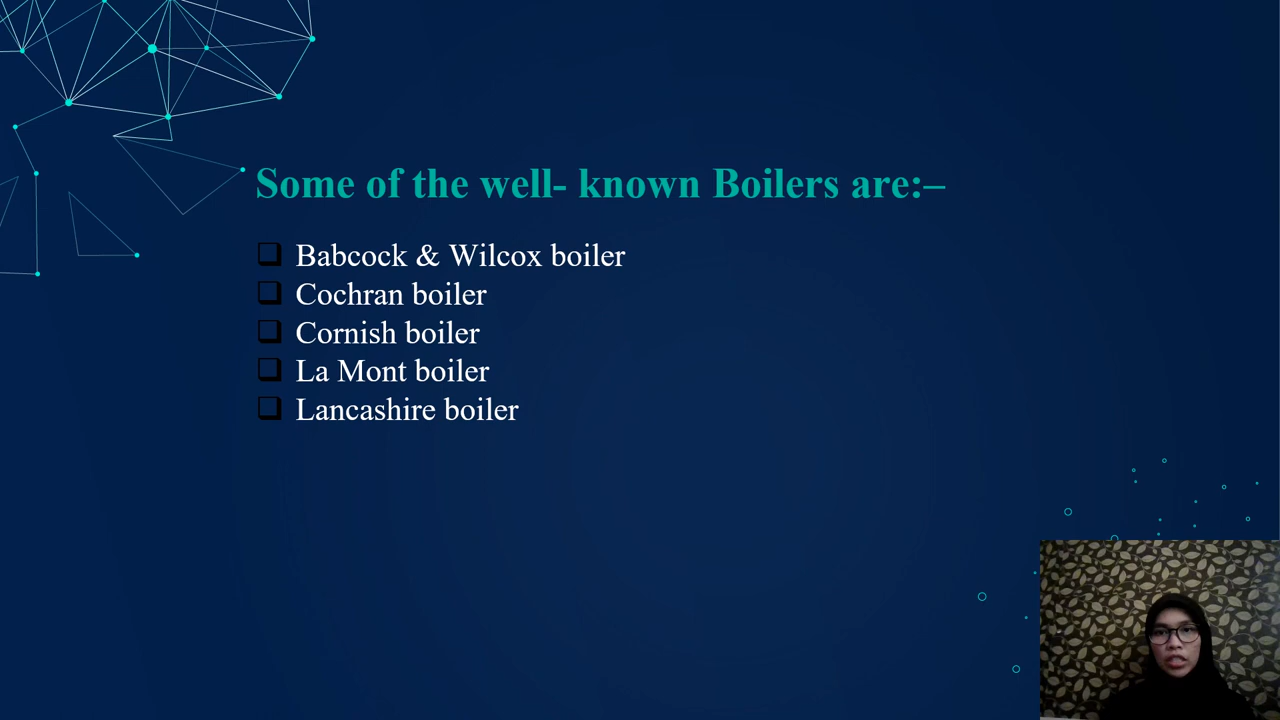 Some of the well- known Boilers are:–
Babcock & Wilcox boiler
Cochran boiler
Cornish boiler
La Mont boiler
Lancashire boiler